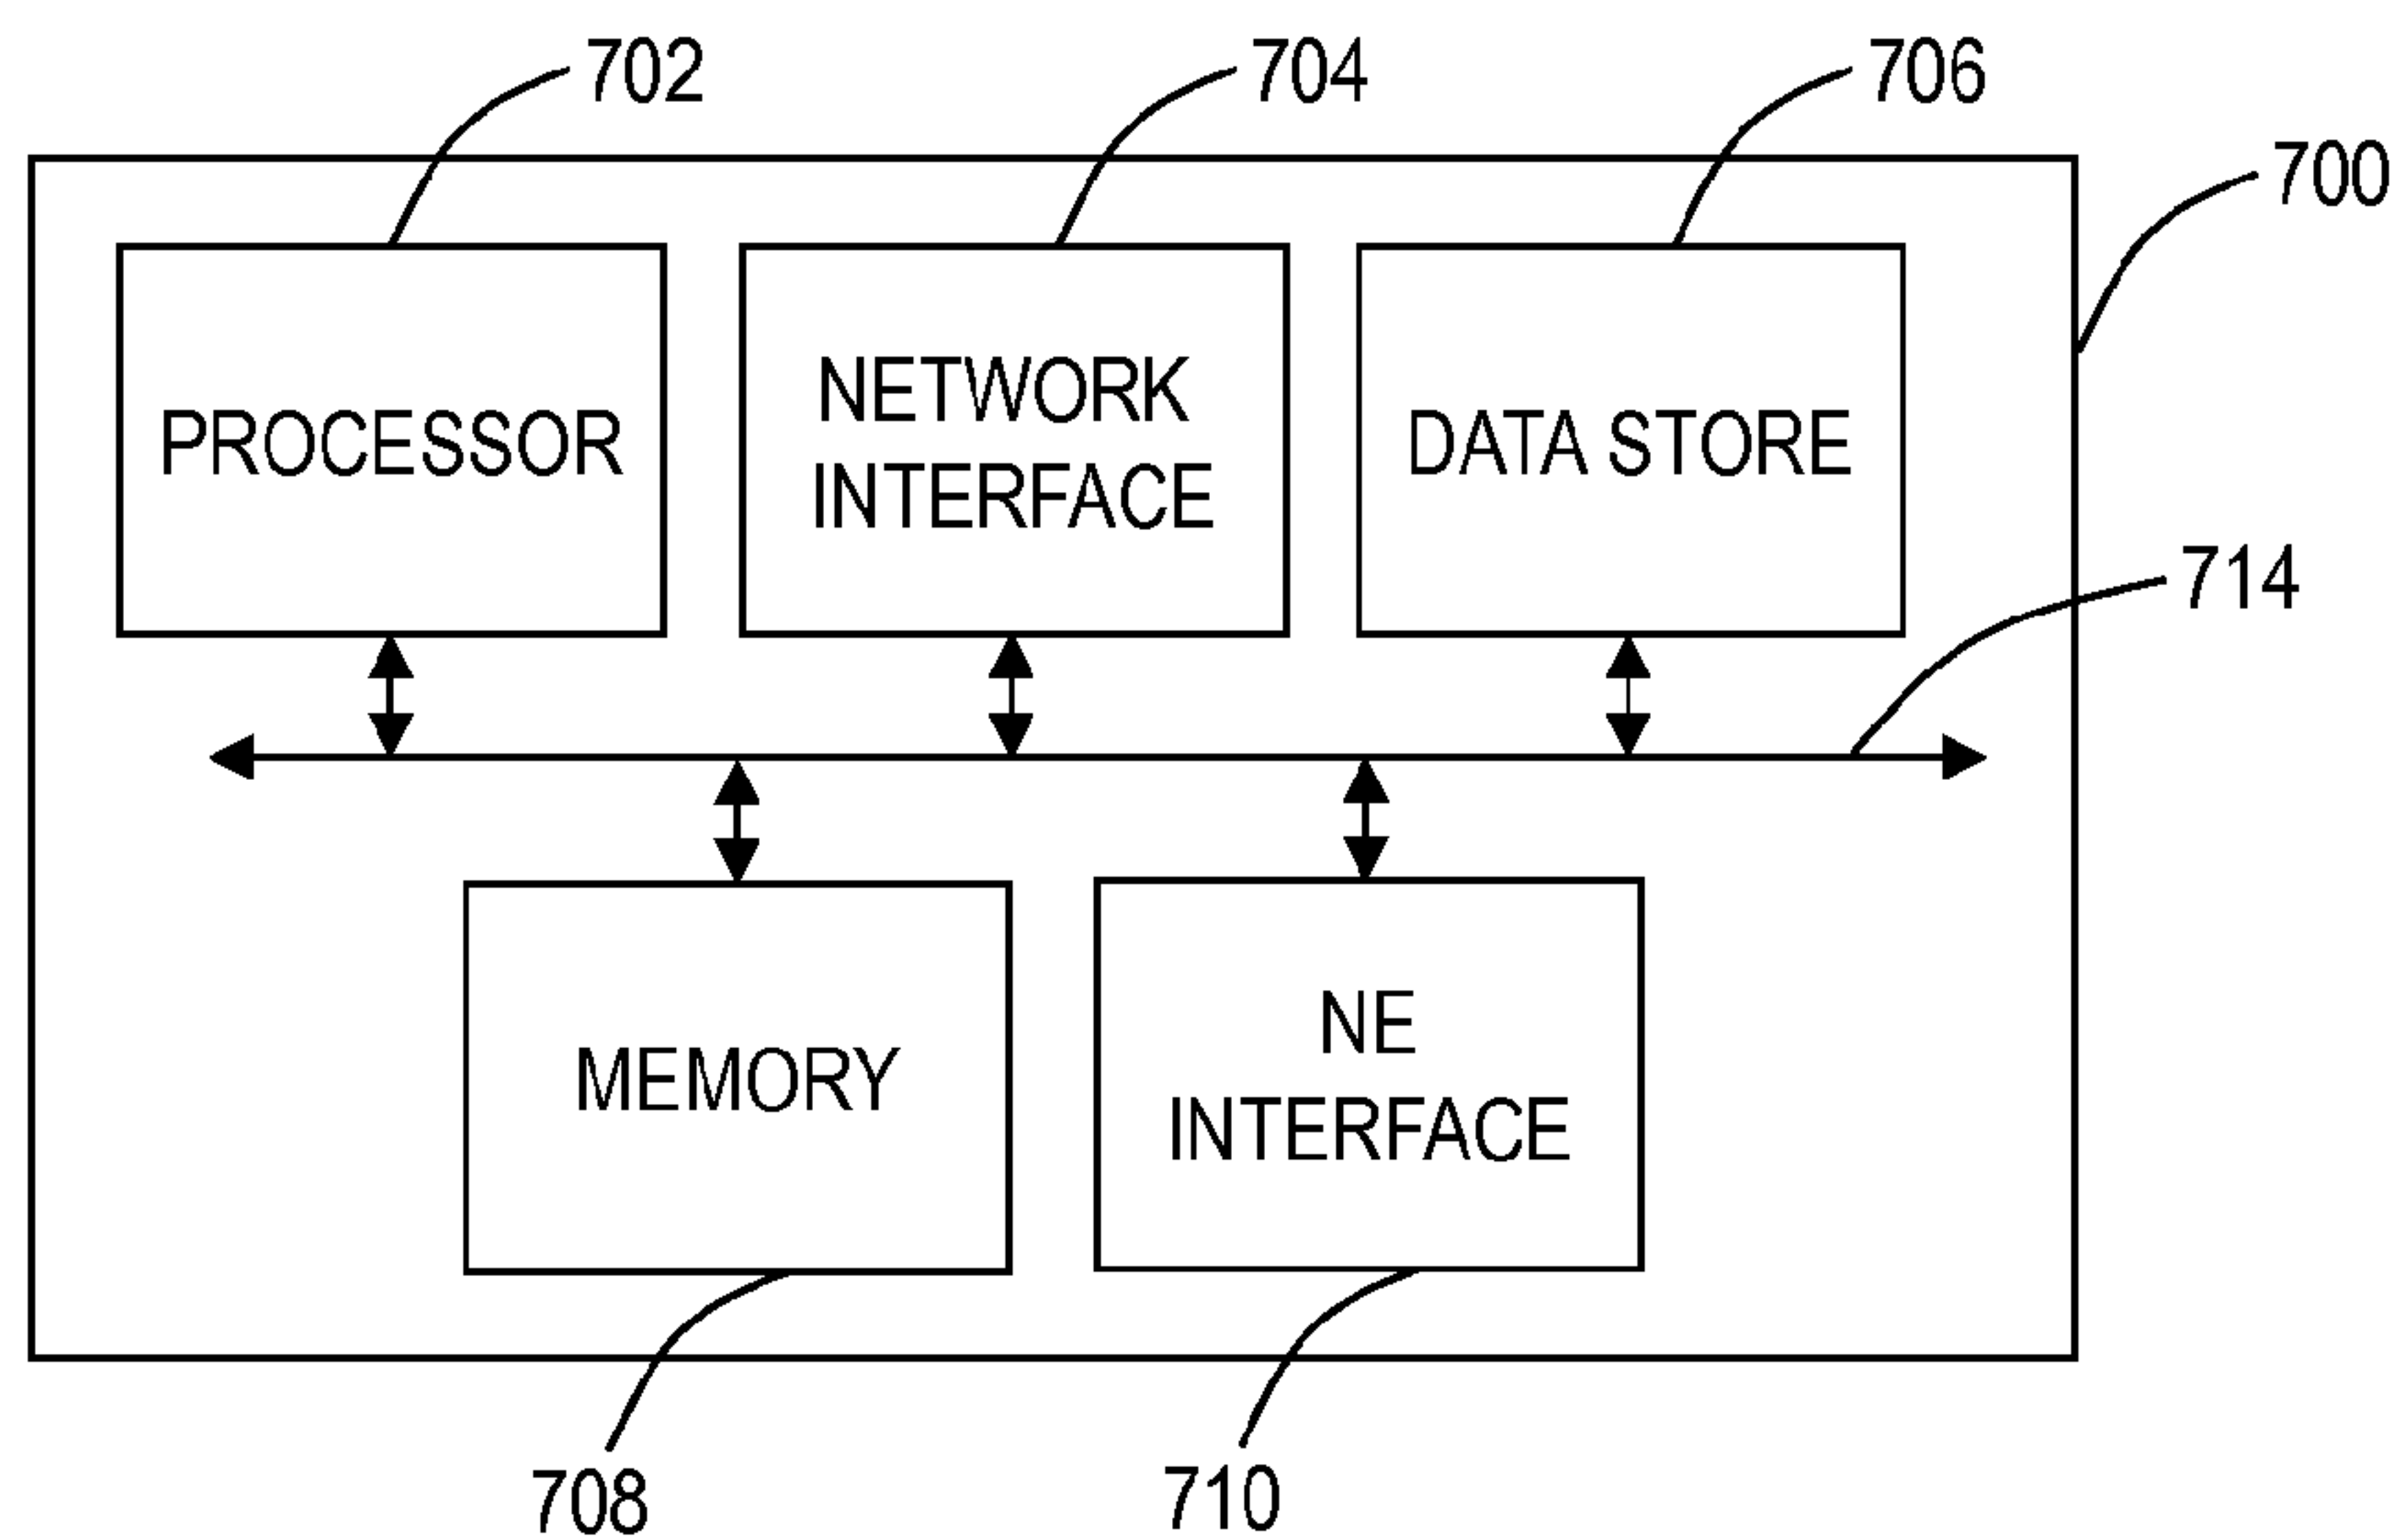 702
704
706
700
PROCESSOR
NETWORK
INTERFACE
DATA STORE
714
MEMORY
NE
INTERFACE
708
710